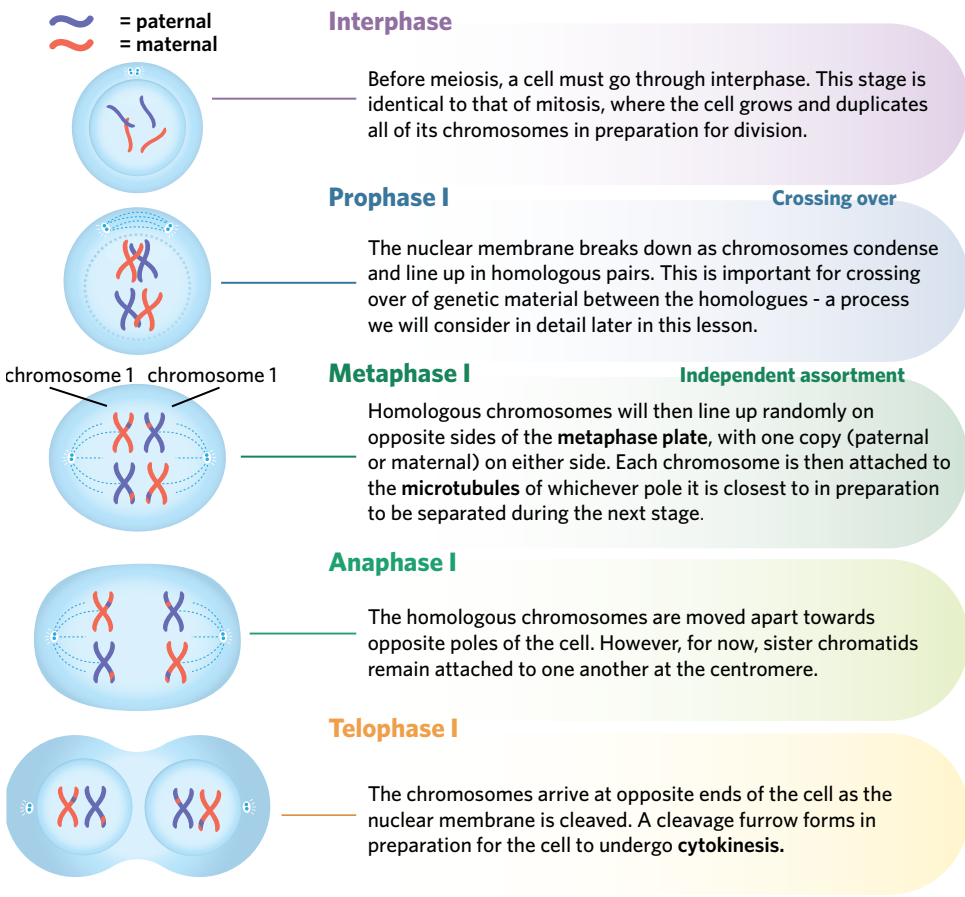 = paternal
= maternal
Interphase
Before meiosis, a cell must go through interphase. This stage is
identical to that of mitosis, where the cell grows and duplicates
all of its chromosomes in preparation for division.
Prophase I
Crossing over
The nuclear membrane breaks down as chromosomes condense
and line up in homologous pairs. This is important for crossing
over of genetic material between the homologues - a process
we will consider in detail later in this lesson.
chromosome 1 chromosome 1
Metaphase I
Independent assortment
Homologous chromosomes will then line up randomly on
opposite sides of the metaphase plate, with one copy (paternal
or maternal) on either side. Each chromosome is then attached to
the microtubules of whichever pole it is closest to in preparation
to be separated during the next stage.
Anaphase I
The homologous chromosomes are moved apart towards
opposite poles of the cell. However, for now, sister chromatids
remain attached to one another at the centromere.
Telophase I
The chromosomes arrive at opposite ends of the cell as the
nuclear membrane is cleaved. A cleavage furrow forms in
preparation for the cell to undergo cytokinesis.